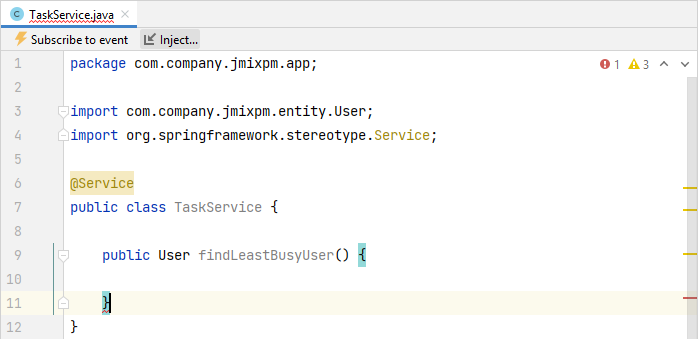 TaskService.java
Subscribe to event Inject...
1 package com.company.jmixpm.app; 1 3
2
3 import com.company.jmixpm.entity.User;
4 import org.springframework.stereotype.Service;
5
6 @Service
7 public class TaskService {
8
9 public User findLeastBusyUser() {
10
11 }
12 }